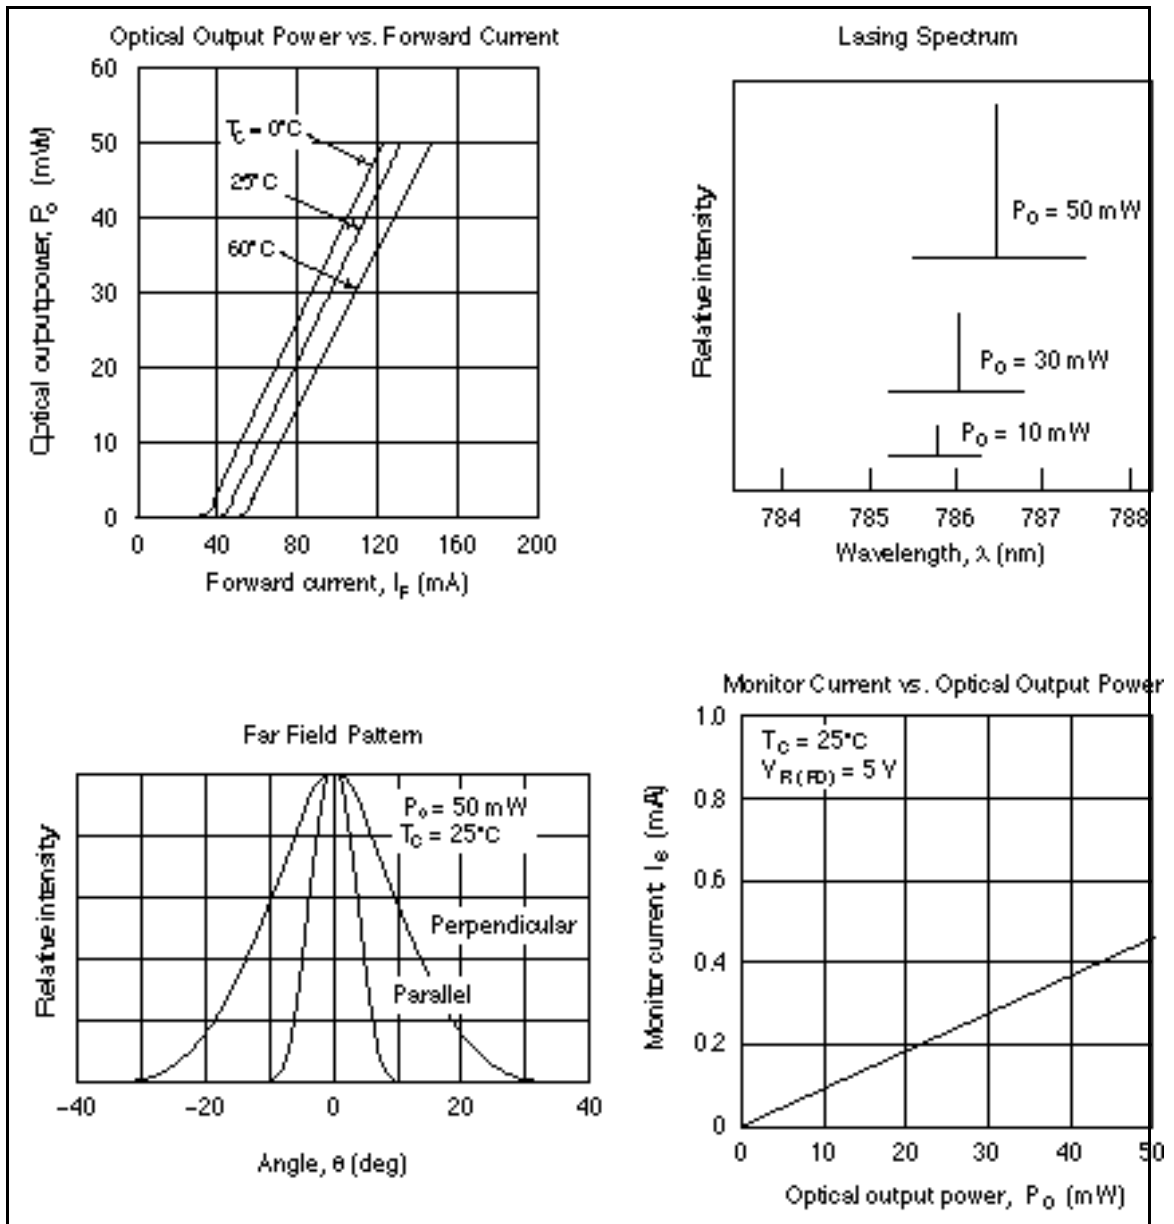 Optical Output Power vs. Forward Current
60
50
40
30
20
10
0
Optical output power, Po (mW)
TC = 0°C
25°C
60°C
0 40 80 120 160 200
Forward current, IF (mA)
Lasing Spectrum
Relative intensity
PO = 50 mW
PO = 30 mW
PO = 10 mW
784 785 786 787 788
Wavelength, λ (nm)
Far Field Pattern
Relative intensity
Po = 50 mW
TC = 25°C
Perpendicular
Parallel
−40 −20 0 20 40
Angle, θ (deg)
Monitor Current vs. Optical Output Power
1.0
0.8
0.6
0.4
0.2
0
Monitor current IS (mA)
TC = 25°C
VR(PD) = 5 V
0 10 20 30 40 50
Optical output power, PO (mW)